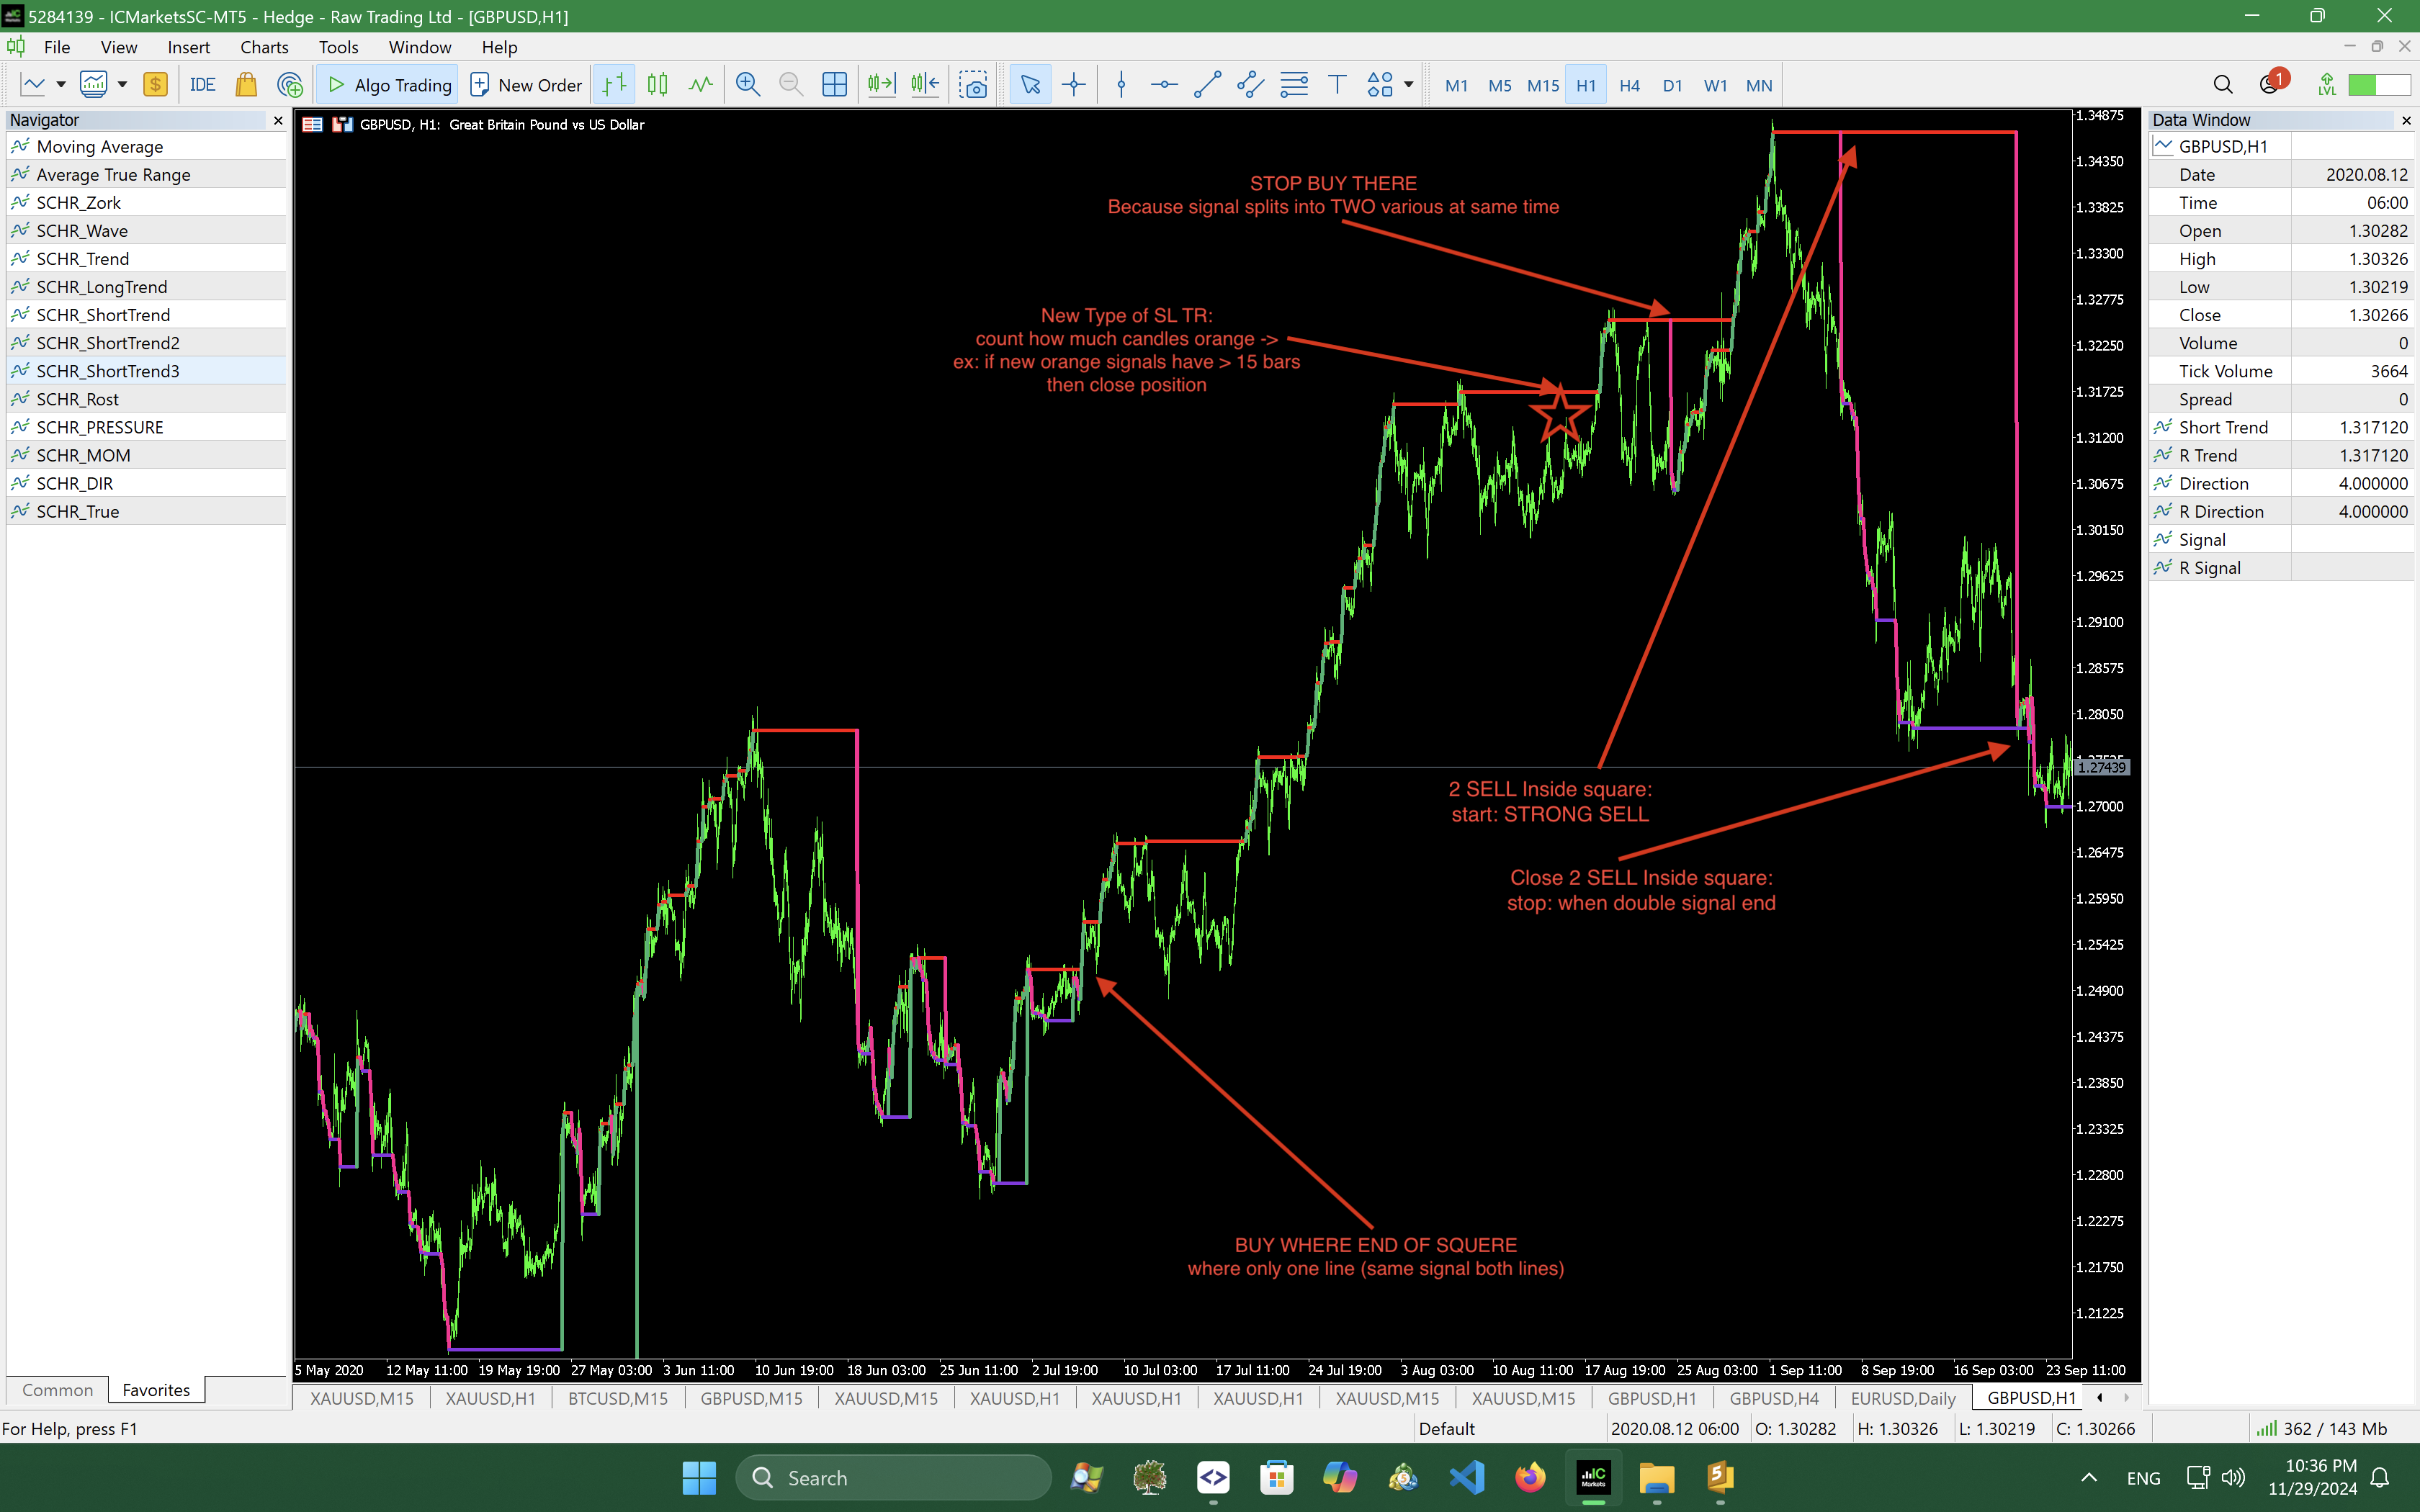 5284139 - ICMarketsSC-MT5 - Hedge - Raw Trading Ltd - [GBPUSD,H1]
File View Insert Charts Tools Window Help
IDE Algo Trading New Order M1 M5 M15 H1 H4 D1 W1 MN 1 LVL
Navigator
Moving Average
Average True Range
SCHR_Zork
SCHR_Wave
SCHR_Trend
SCHR_LongTrend
SCHR_ShortTrend
SCHR_ShortTrend2
SCHR_ShortTrend3
SCHR_Rost
SCHR_PRESSURE
SCHR_MOM
SCHR_DIR
SCHR_True
Common Favorites
GBPUSD, H1: Great Britain Pound vs US Dollar
STOP BUY THERE
Because signal splits into TWO various at same time
New Type of SL TR:
count how much candles orange ->
ex: if new orange signals have > 15 bars
then close position
2 SELL Inside square:
start: STRONG SELL
Close 2 SELL Inside square:
stop: when double signal end
BUY WHERE END OF SQUERE
where only one line (same signal both lines)
1.34875
1.34350
1.33825
1.33300
1.32775
1.32250
1.31725
1.31200
1.30675
1.30150
1.29625
1.29100
1.28575
1.28050
1.27439
1.27000
1.26475
1.25950
1.25425
1.24900
1.24375
1.23850
1.23325
1.22800
1.22275
1.21750
1.21225
5 May 2020 12 May 11:00 19 May 19:00 27 May 03:00 3 Jun 11:00 10 Jun 19:00 18 Jun 03:00 25 Jun 11:00 2 Jul 19:00 10 Jul 03:00 17 Jul 11:00 24 Jul 19:00 3 Aug 03:00 10 Aug 11:00 17 Aug 19:00 25 Aug 03:00 1 Sep 11:00 8 Sep 19:00 16 Sep 03:00 23 Sep 11:00
XAUUSD,M15 XAUUSD,H1 BTCUSD,M15 GBPUSD,M15 XAUUSD,M15 XAUUSD,H1 XAUUSD,H1 XAUUSD,H1 XAUUSD,M15 XAUUSD,M15 GBPUSD,H1 GBPUSD,H4 EURUSD,Daily GBPUSD,H1
Data Window
GBPUSD,H1
Date 2020.08.12
Time 06:00
Open 1.30282
High 1.30326
Low 1.30219
Close 1.30266
Volume 0
Tick Volume 3664
Spread 0
Short Trend 1.317120
R Trend 1.317120
Direction 4.000000
R Direction 4.000000
Signal
R Signal
For Help, press F1 Default 2020.08.12 06:00 O: 1.30282 H: 1.30326 L: 1.30219 C: 1.30266 362 / 143 Mb
Search IC Markets 5 ENG 10:36 PM
11/29/2024